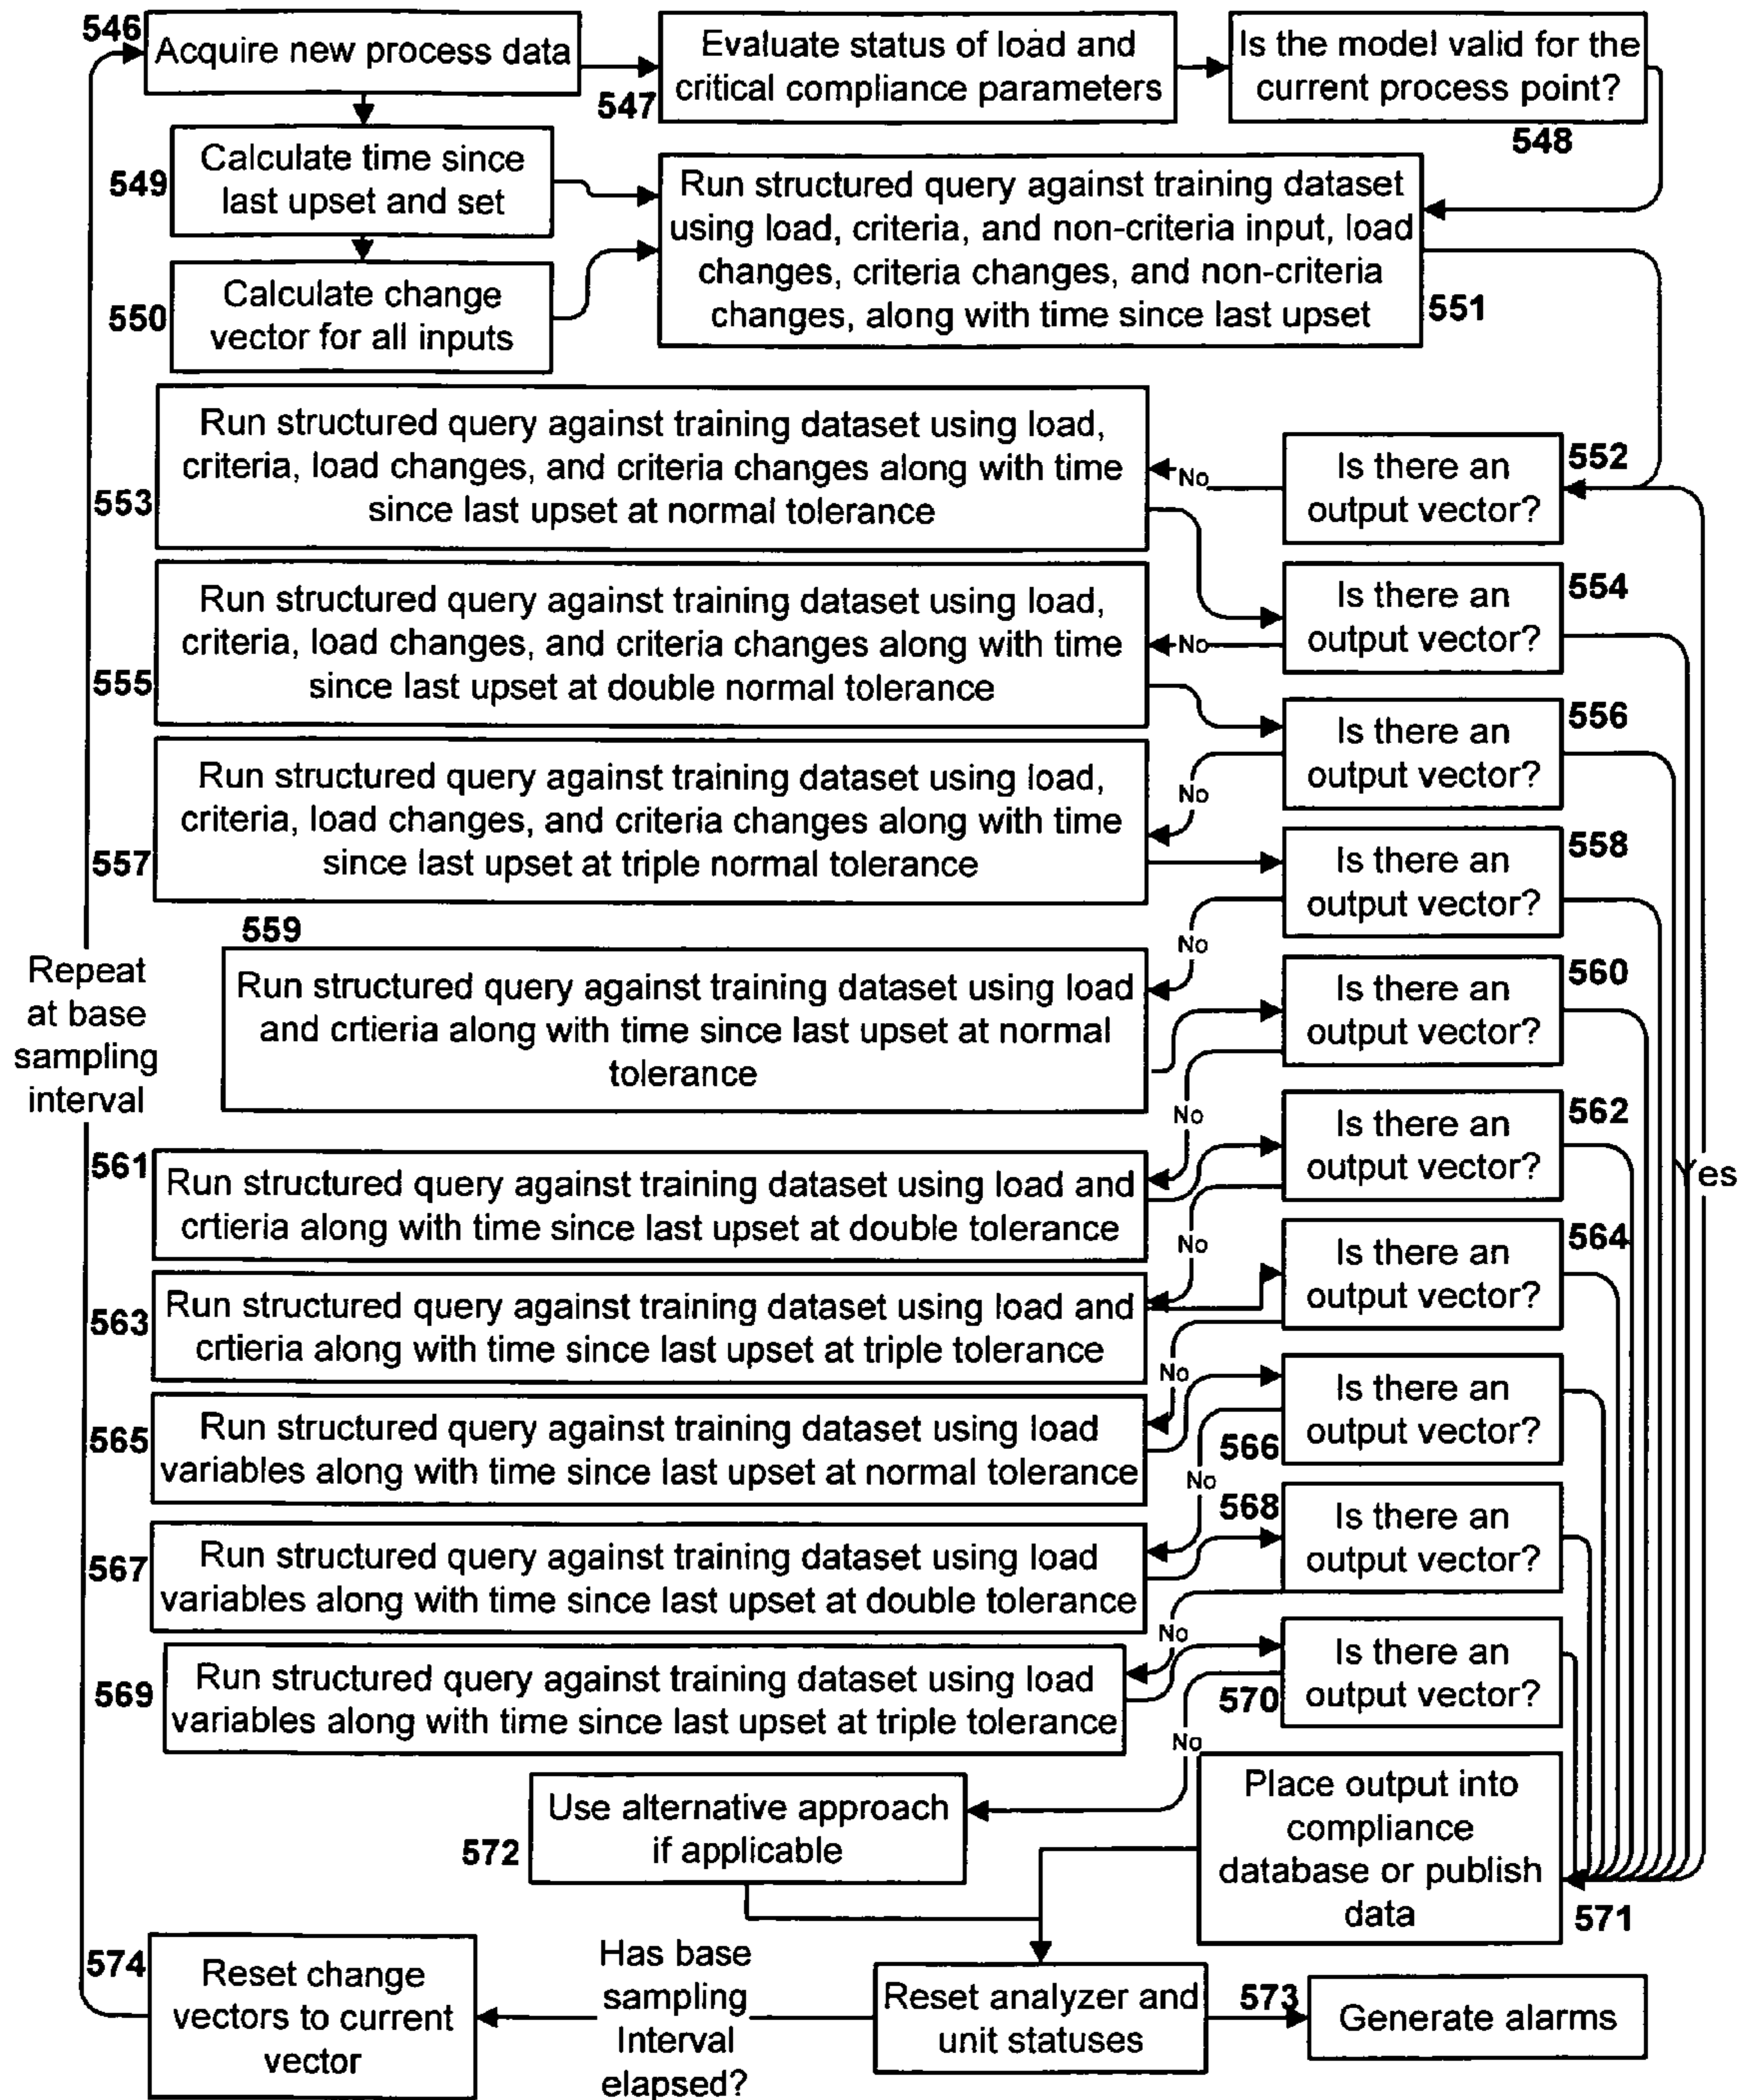 546
Acquire new process data
547
Evaluate status of load and
critical compliance parameters
Is the model valid for the
current process point?
548
549
Calculate time since
last upset and set
550
Calculate change
vector for all inputs
Run structured query against training dataset
using load, criteria, and non-criteria input, load
changes, criteria changes, and non-criteria
changes, along with time since last upset
551
553
Run structured query against training dataset using load,
criteria, load changes, and criteria changes along with time
since last upset at normal tolerance
No
Is there an
output vector?
552
555
Run structured query against training dataset using load,
criteria, load changes, and criteria changes along with time
since last upset at double normal tolerance
No
Is there an
output vector?
554
557
Run structured query against training dataset using load,
criteria, load changes, and criteria changes along with time
since last upset at triple normal tolerance
No
Is there an
output vector?
556
Is there an
output vector?
558
559
Run structured query against training dataset using load
and crtieria along with time since last upset at normal
tolerance
No
Is there an
output vector?
560
Repeat
at base
sampling
interval
561
Run structured query against training dataset using load and
crtieria along with time since last upset at double tolerance
No
Is there an
output vector?
562
Yes
563
Run structured query against training dataset using load and
crtieria along with time since last upset at triple tolerance
No
Is there an
output vector?
564
565
Run structured query against training dataset using load
variables along with time since last upset at normal tolerance
No
Is there an
output vector?
566
567
Run structured query against training dataset using load
variables along with time since last upset at double tolerance
No
568
Is there an
output vector?
569
Run structured query against training dataset using load
variables along with time since last upset at triple tolerance
No
570
Is there an
output vector?
No
572
Use alternative approach
if applicable
Place output into
compliance
database or publish
data
571
574
Reset change
vectors to current
vector
Has base
sampling
Interval
elapsed?
Reset analyzer and
unit statuses
573
Generate alarms